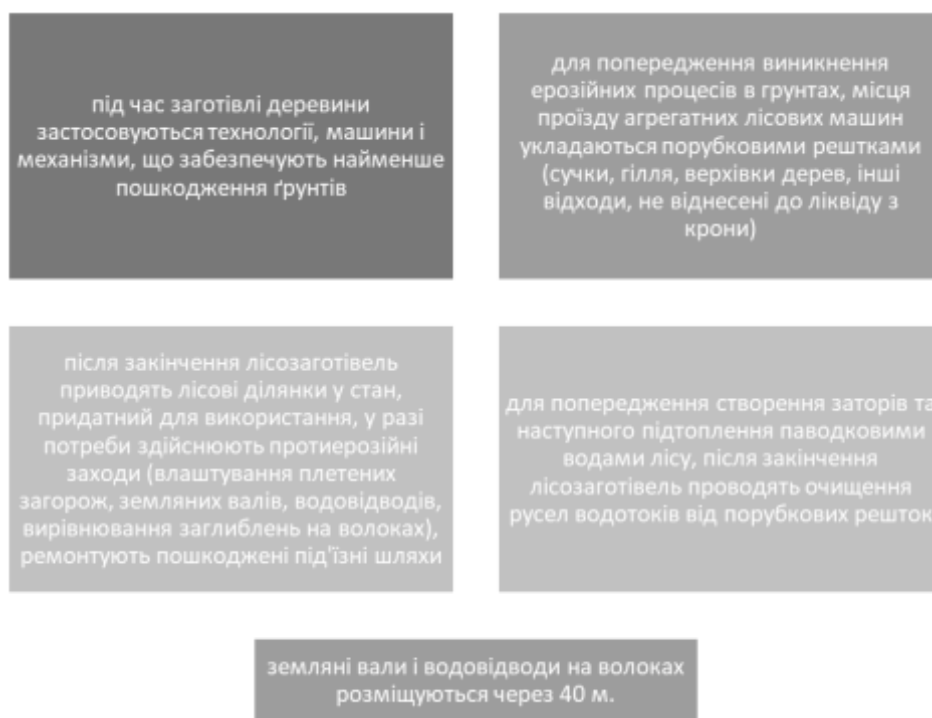 під час заготівлі деревини
застосовуються технології, машини і
механізми, що забезпечують найменше
пошкодження ґрунтів
для попередження виникнення
ерозійних процесів в грунтах, місця
проїзду агрегатних лісових машин
укладаються порубковими рештками
(сучки, гілля, верхівки дерев, інші
відходи, не віднесені до ліквіду з
крони)
після закінчення лісозаготівель
приводять лісові ділянки у стан,
придатний для використання, у разі
потреби здійснюють протиерозійні
заходи (влаштування плетених
загорож, земляних валів, водовідводів,
вирівнювання заглиблень на волоках),
ремонтують пошкоджені під'їзні шляхи
для попередження створення заторів та
наступного підтоплення паводковими
водами лісу, після закінчення
лісозаготівель проводять очищення
русел водотоків від порубкових решток
земляні вали і водовідводи на волоках
розміщуються через 40 м.